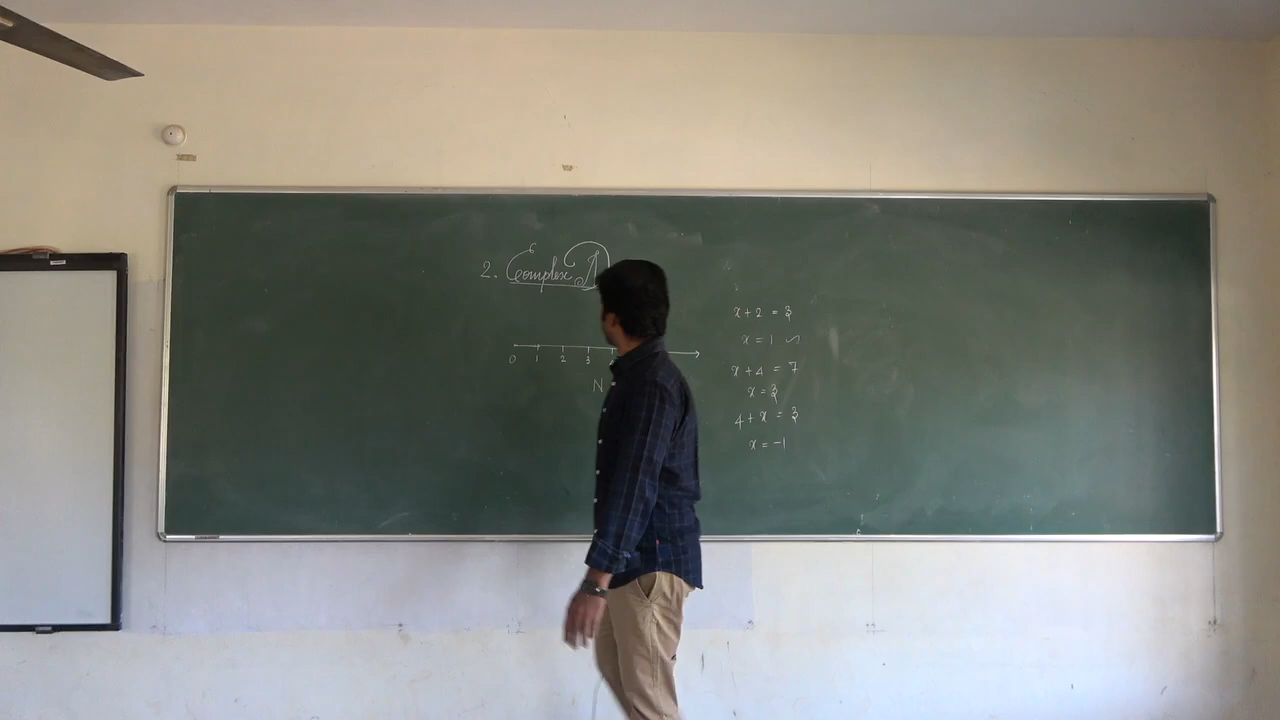 2. Complex N
0 1 2 3
N
x + 2 = 3
x = 1
x + 4 = 7
x = 3
4 + x = 3
x = -1